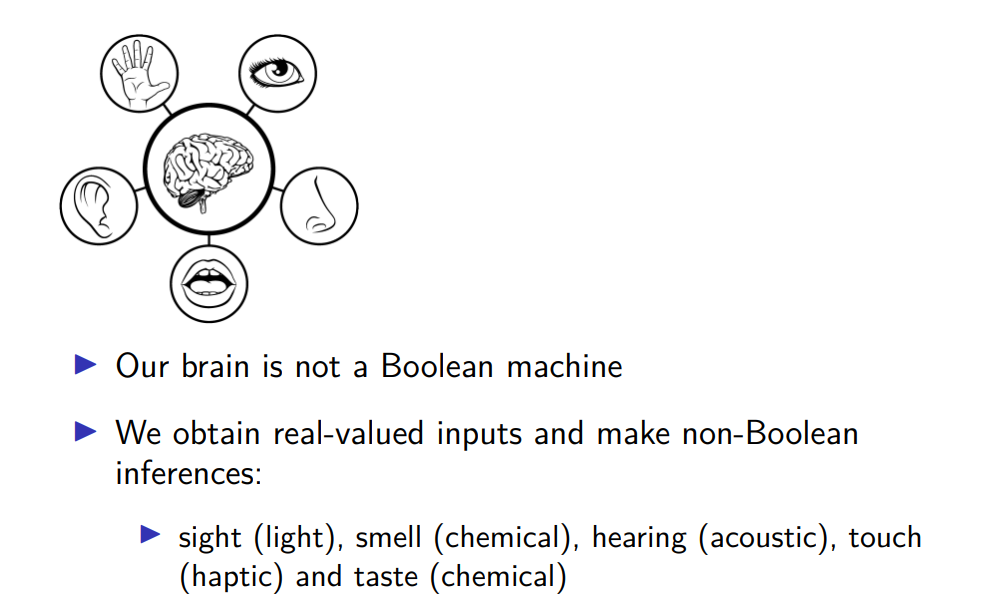 Our brain is not a Boolean machine
We obtain real-valued inputs and make non-Boolean
inferences:
sight (light), smell (chemical), hearing (acoustic), touch
(haptic) and taste (chemical)